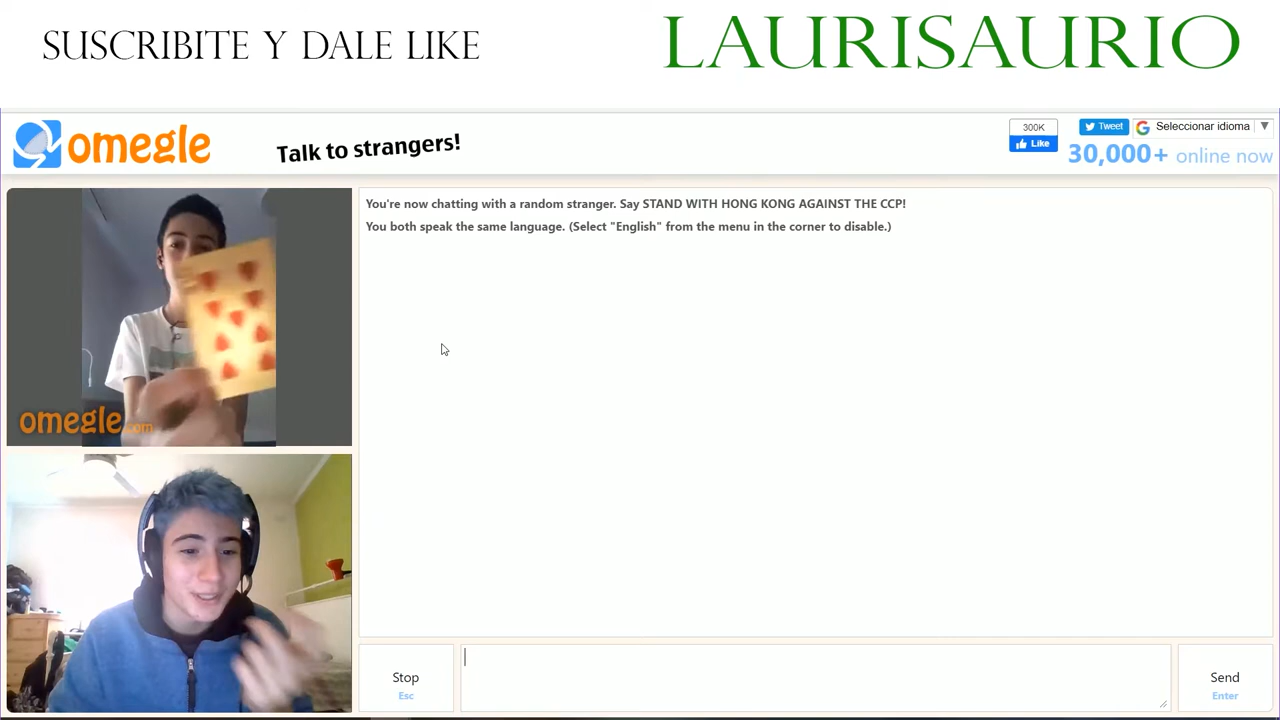 SUSCRIBITE Y DALE LIKE
LAURISAURIO
omegle
Talk to strangers!
300K
Like
Tweet
Seleccionar idioma
30,000+ online now
You're now chatting with a random stranger. Say STAND WITH HONG KONG AGAINST THE CCP!
You both speak the same language. (Select "English" from the menu in the corner to disable.)
omegle.com
Stop
Esc
Send
Enter